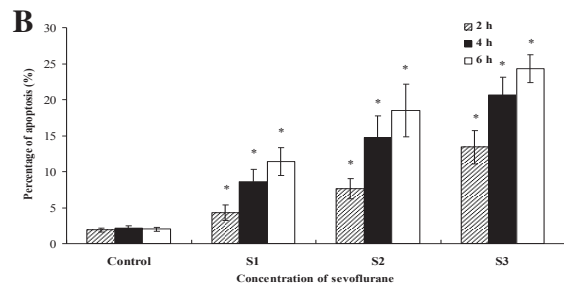 B
30
25
20
15
10
5
0
Percentage of apoptosis (%)
2 h
4 h
6 h
* * *
* * *
* * *
Control S1 S2 S3
Concentration of sevoflurane